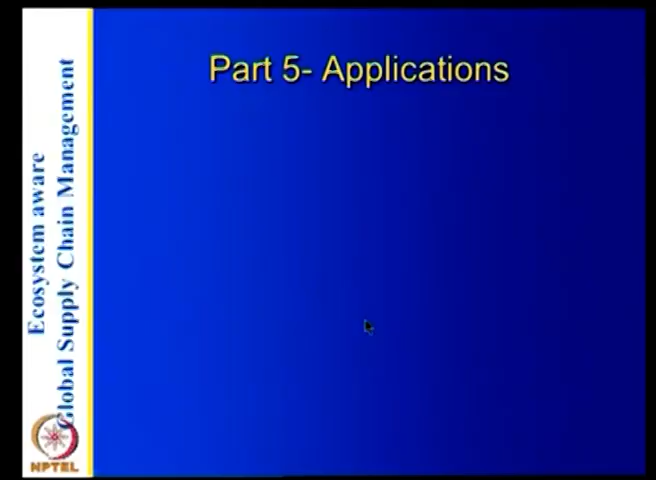 Part 5- Applications
Ecosystem aware
Global Supply Chain Management
NPTEL